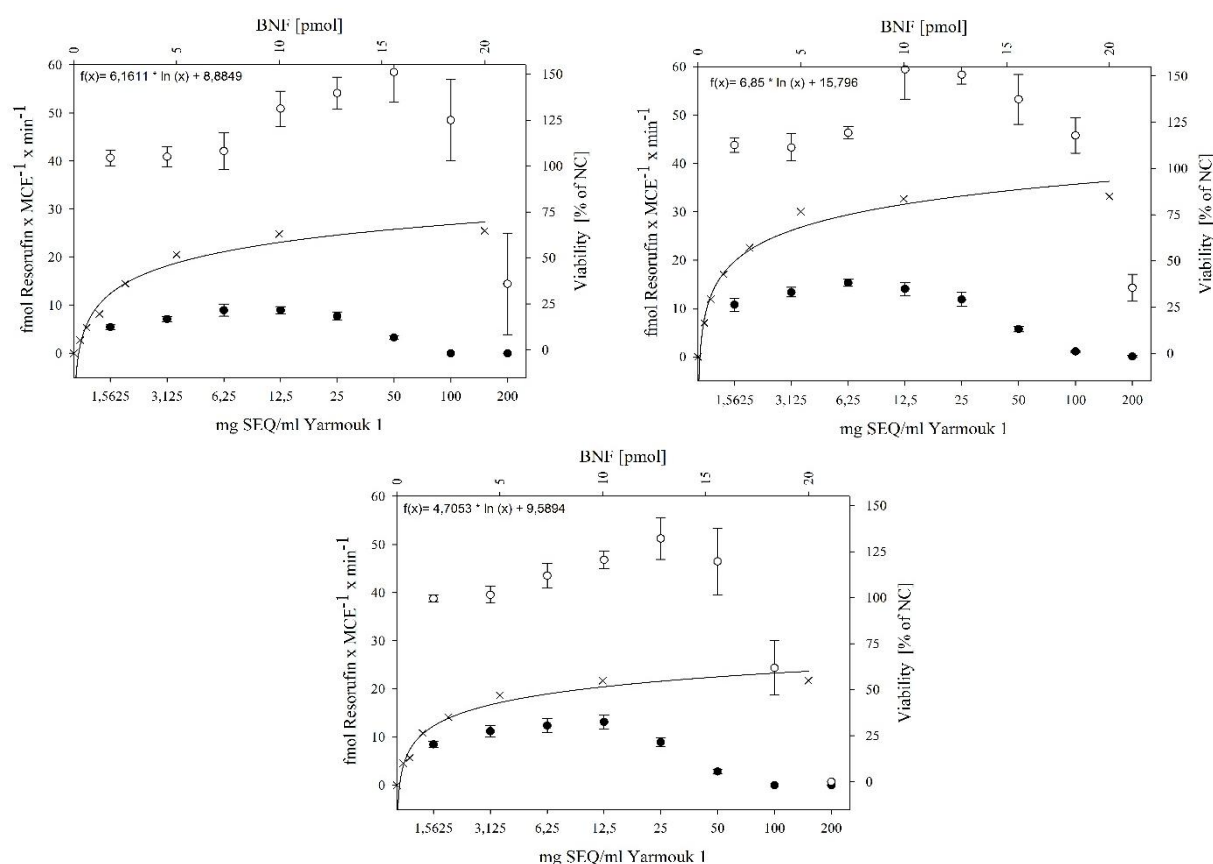 BNF [pmol]
0 5 10 15 20
f(x)= 6,1611 * ln (x) + 8,8849
60 50 40 30 20 10 0
fmol Resorufin x MCE⁻¹ x min⁻¹
150 125 100 75 50 25 0
Viability [% of NC]
1,5625 3,125 6,25 12,5 25 50 100 200
mg SEQ/ml Yarmouk 1
BNF [pmol]
0 5 10 15 20
f(x)= 6,85 * ln (x) + 15,796
60 50 40 30 20 10 0
fmol Resorufin x MCE⁻¹ x min⁻¹
150 125 100 75 50 25 0
Viability [% of NC]
1,5625 3,125 6,25 12,5 25 50 100 200
mg SEQ/ml Yarmouk 1
BNF [pmol]
0 5 10 15 20
f(x)= 4,7053 * ln (x) + 9,5894
60 50 40 30 20 10 0
fmol Resorufin x MCE⁻¹ x min⁻¹
150 125 100 75 50 25 0
Viability [% of NC]
1,5625 3,125 6,25 12,5 25 50 100 200
mg SEQ/ml Yarmouk 1